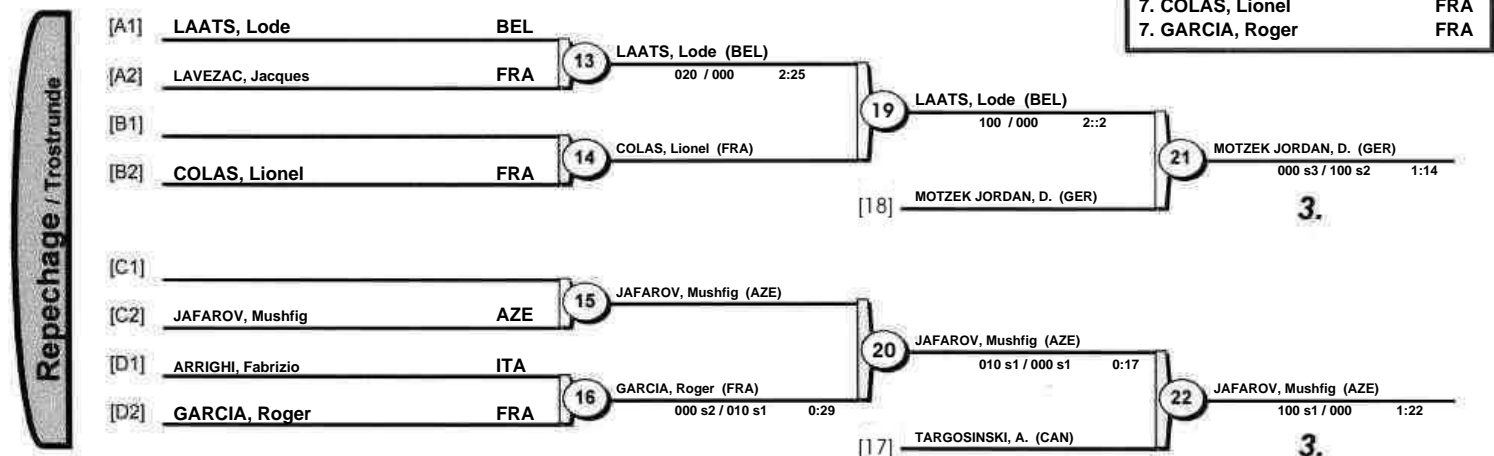 7. COLAS, Lionel FRA
7. GARCIA, Roger FRA
Repechage / Trostrunde
[A1] LAATS, Lode BEL
[A2] LAVEZAC, Jacques FRA
13 LAATS, Lode (BEL)
020 / 000 2:25
[B1]
[B2] COLAS, Lionel FRA
14 COLAS, Lionel (FRA)
19 LAATS, Lode (BEL)
100 / 000 2::2
[18] MOTZEK JORDAN, D. (GER)
21 MOTZEK JORDAN, D. (GER)
000 s3 / 100 s2 1:14
3.
[C1]
[C2] JAFAROV, Mushfig AZE
15 JAFAROV, Mushfig (AZE)
[D1] ARRIGHI, Fabrizio ITA
[D2] GARCIA, Roger FRA
16 GARCIA, Roger (FRA)
000 s2 / 010 s1 0:29
20 JAFAROV, Mushfig (AZE)
010 s1 / 000 s1 0:17
[17] TARGOSINSKI, A. (CAN)
22 JAFAROV, Mushfig (AZE)
100 s1 / 000 1:22
3.